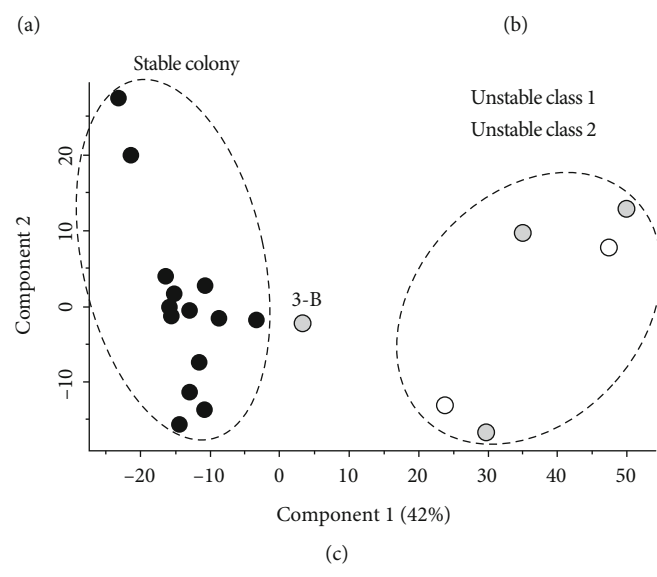 (a) (b)
Stable colony
Unstable class 1
Unstable class 2
20
10
0
−10
Component 2
3-B
−20 −10 0 10 20 30 40 50
Component 1 (42%)
(c)